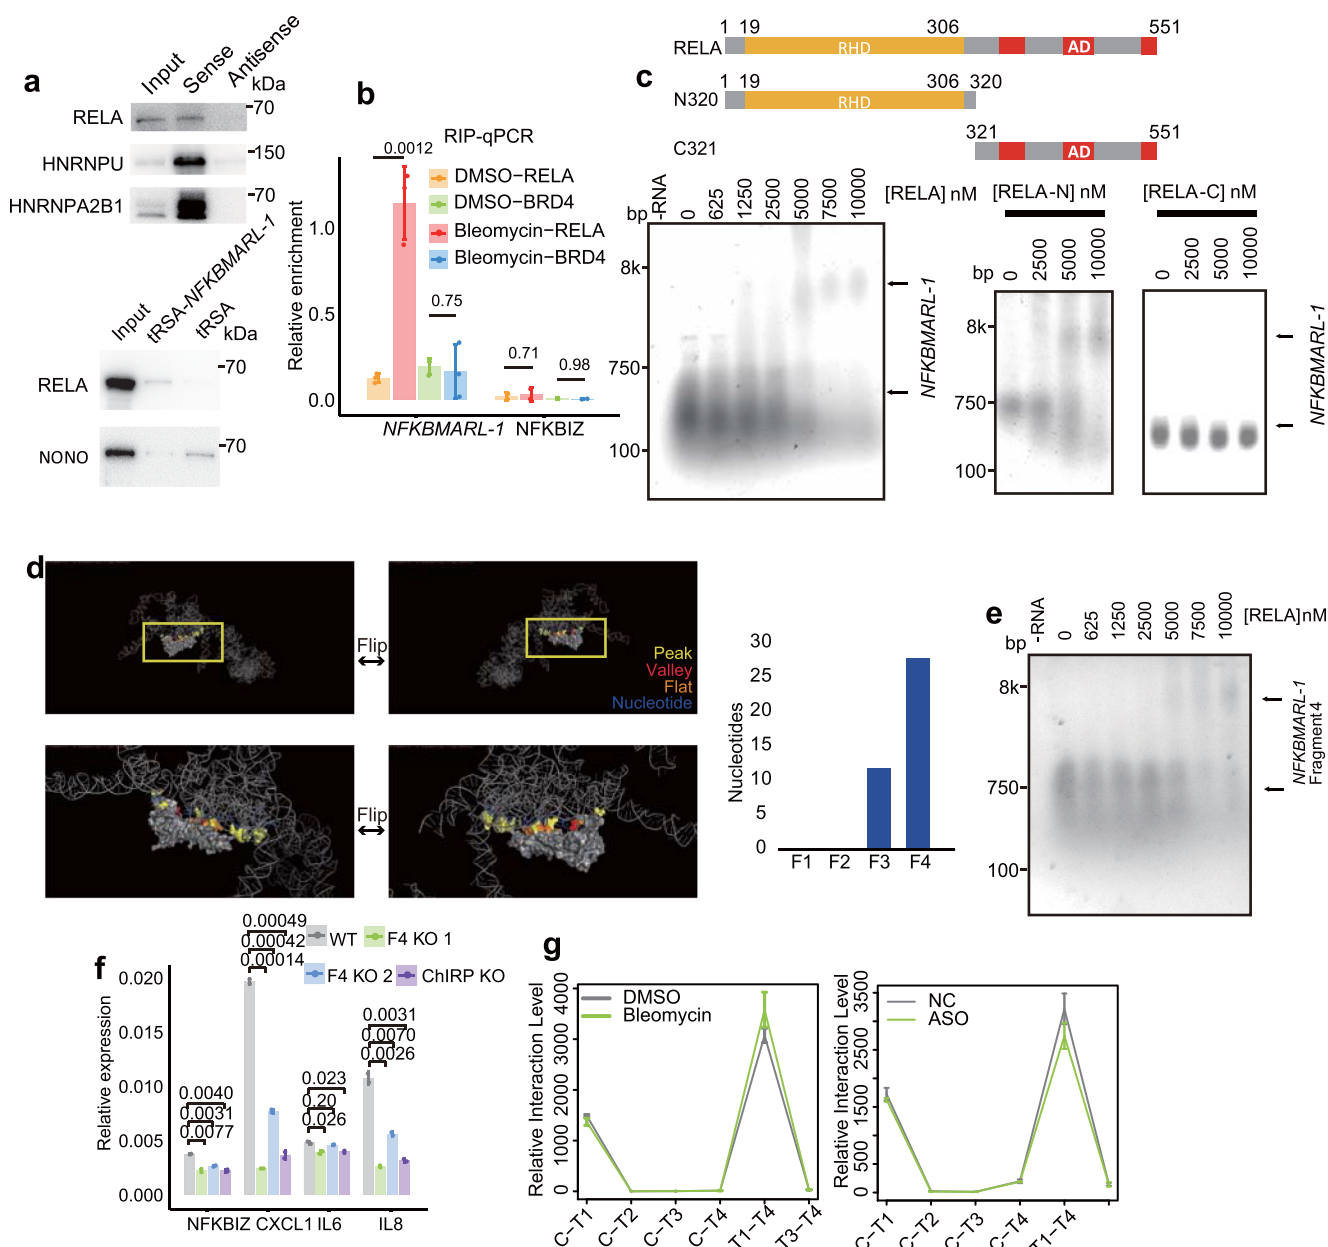 a
Input
Sense
Antisense
kDa
RELA
-70
HNRNPU
-150
HNRNPA2B1
-70
Input
tRSA-NFKBMARL-1
tRSA
kDa
RELA
-70
NONO
-70
b
RIP-qPCR
0.0012
DMSO−RELA
DMSO−BRD4
Bleomycin−RELA
Bleomycin−BRD4
Relative enrichment
1.0
0.5
0.0
0.75
0.71
0.98
NFKBMARL-1 NFKBIZ
c
1 19 306 551
RELA RHD AD
1 19 306 320
N320 RHD
321 551
C321 AD
bp -RNA 0 625 1250 2500 5000 7500 10000 [RELA] nM
8k
750
100
NFKBMARL-1
[RELA-N] nM
bp 0 2500 5000 10000
8k
750
100
[RELA-C] nM
0 2500 5000 10000
NFKBMARL-1
d
Flip
Peak
Valley
Flat
Nucleotide
Flip
Nucleotides
30
25
20
15
10
5
0
F1 F2 F3 F4
e
bp -RNA 0 625 1250 2500 5000 7500 10000 [RELA]nM
8k
750
100
NFKBMARL-1
Fragment4
f
WT
F4 KO 1
F4 KO 2
ChIRP KO
Relative expression
0.020
0.015
0.010
0.005
0.000
0.0040
0.0031
0.0077
0.00049
0.00042
0.00014
0.023
0.20
0.026
0.0031
0.0070
0.0026
NFKBIZ CXCL1 IL6 IL8
g
DMSO
Bleomycin
Relative Interaction Level
0 1000 2000 3000 4000
C−T1 C−T2 C−T3 C−T4 T1−T4 T3−T4
NC
ASO
Relative Interaction Level
0 500 1500 2500 3500
C−T1 C−T2 C−T3 C−T4 T1−T4